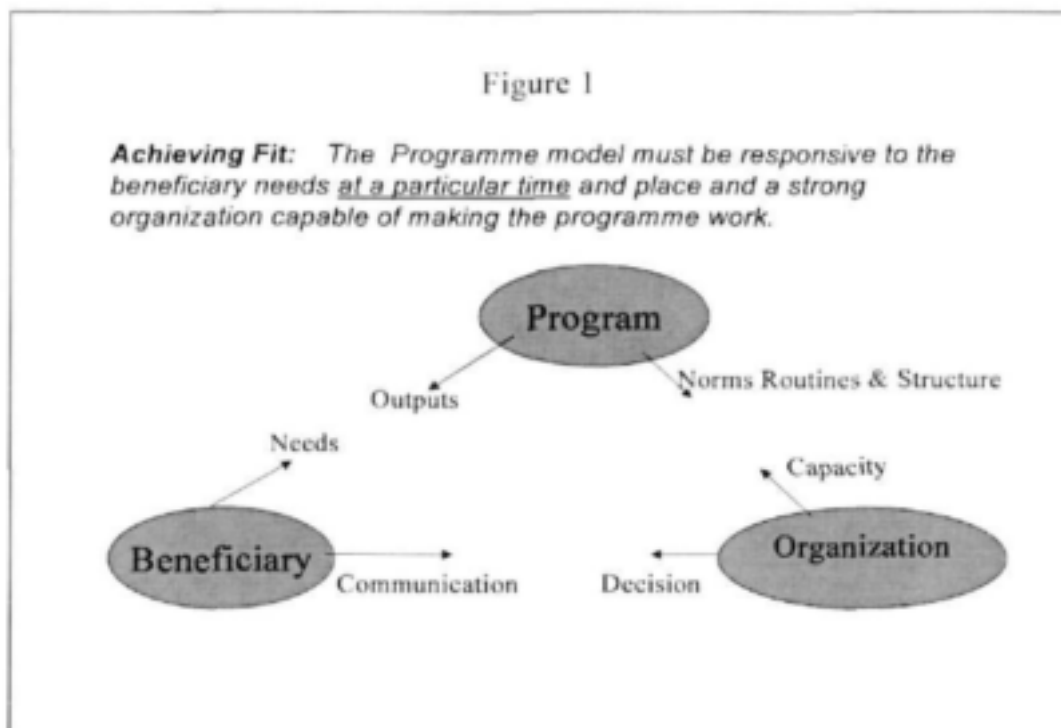 Figure 1
Achieving Fit: The Programme model must be responsive to the
beneficiary needs at a particular time and place and a strong
organization capable of making the programme work.
Program
Norms Routines & Structure
Outputs
Needs
Capacity
Beneficiary
Organization
Communication
Decision